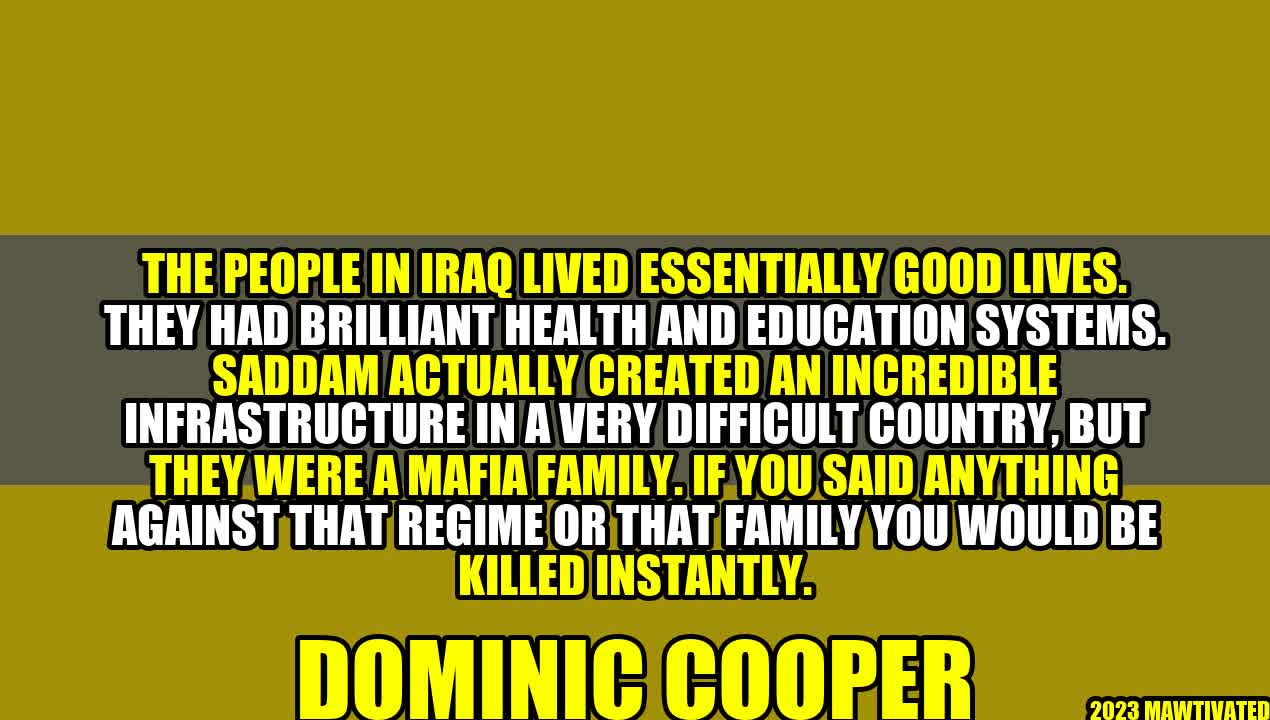 THE PEOPLE IN IRAQ LIVED ESSENTIALLY GOOD LIVES.
THEY HAD BRILLIANT HEALTH AND EDUCATION SYSTEMS.
SADDAM ACTUALLY CREATED AN INCREDIBLE
INFRASTRUCTURE IN A VERY DIFFICULT COUNTRY, BUT
THEY WERE A MAFIA FAMILY. IF YOU SAID ANYTHING
AGAINST THAT REGIME OR THAT FAMILY YOU WOULD BE
KILLED INSTANTLY.
DOMINIC COOPER
2023 MAWTIVATED